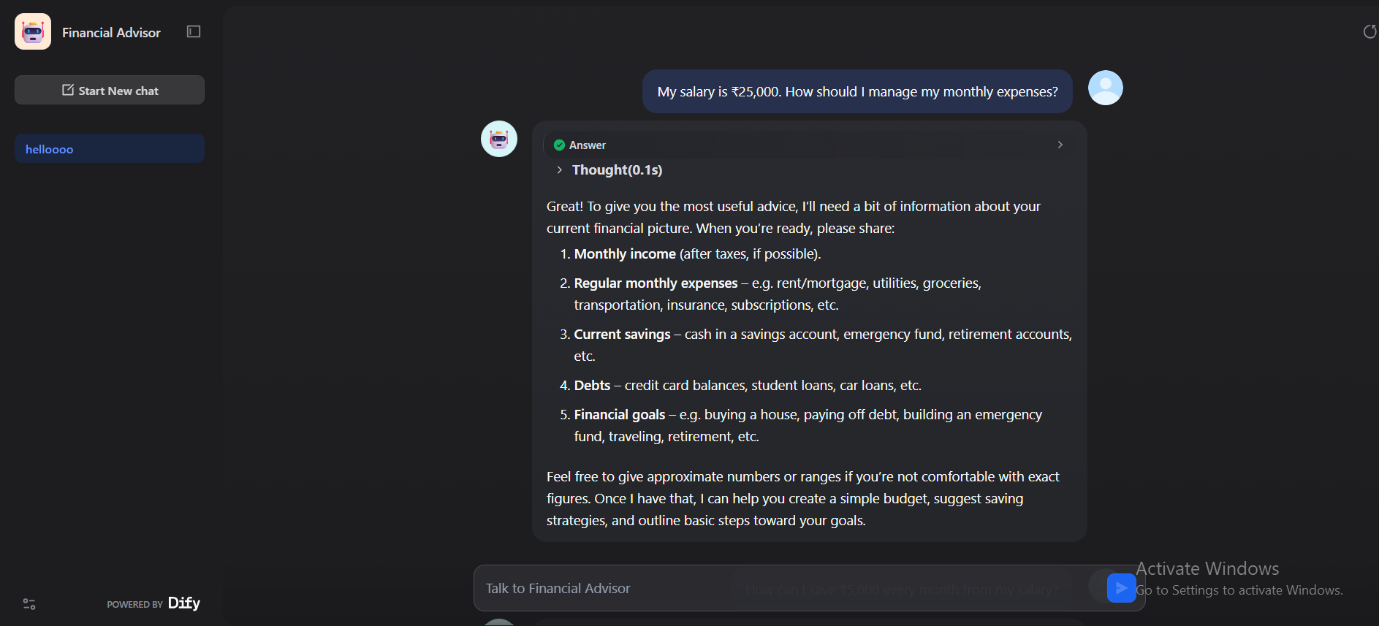 Financial Advisor
Start New chat
helloooo
My salary is ₹25,000. How should I manage my monthly expenses?
Answer
Thought(0.1s)
Great! To give you the most useful advice, I'll need a bit of information about your
current financial picture. When you're ready, please share:
1. Monthly income (after taxes, if possible).
2. Regular monthly expenses – e.g. rent/mortgage, utilities, groceries,
transportation, insurance, subscriptions, etc.
3. Current savings – cash in a savings account, emergency fund, retirement accounts,
etc.
4. Debts – credit card balances, student loans, car loans, etc.
5. Financial goals – e.g. buying a house, paying off debt, building an emergency
fund, traveling, retirement, etc.
Feel free to give approximate numbers or ranges if you're not comfortable with exact
figures. Once I have that, I can help you create a simple budget, suggest saving
strategies, and outline basic steps toward your goals.
Talk to Financial Advisor
Activate Windows
Go to Settings to activate Windows.
POWERED BY Dify